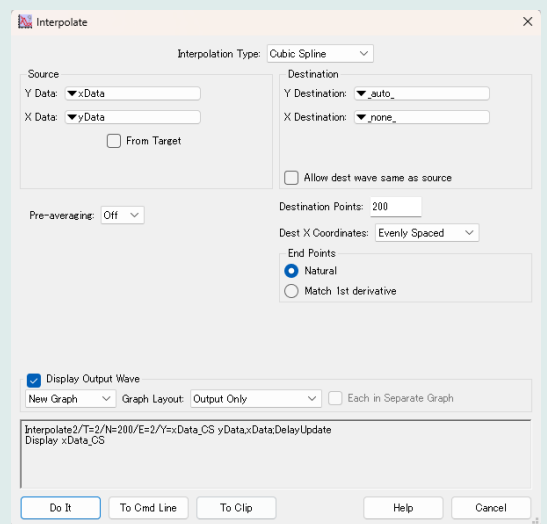 Interpolate
Interpolation Type: Cubic Spline
Source
Y Data: xData
X Data: yData
From Target
Destination
Y Destination: _auto_
X Destination: _none_
Allow dest wave same as source
Pre-averaging: Off
Destination Points: 200
Dest X Coordinates: Evenly Spaced
End Points
Natural
Match 1st derivative
Display Output Wave
New Graph Graph Layout: Output Only Each in Separate Graph
Interpolate2/T=2/N=200/E=2/Y=xData_CS yData,xData;DelayUpdate
Display xData_CS
Do It To Cmd Line To Clip Help Cancel